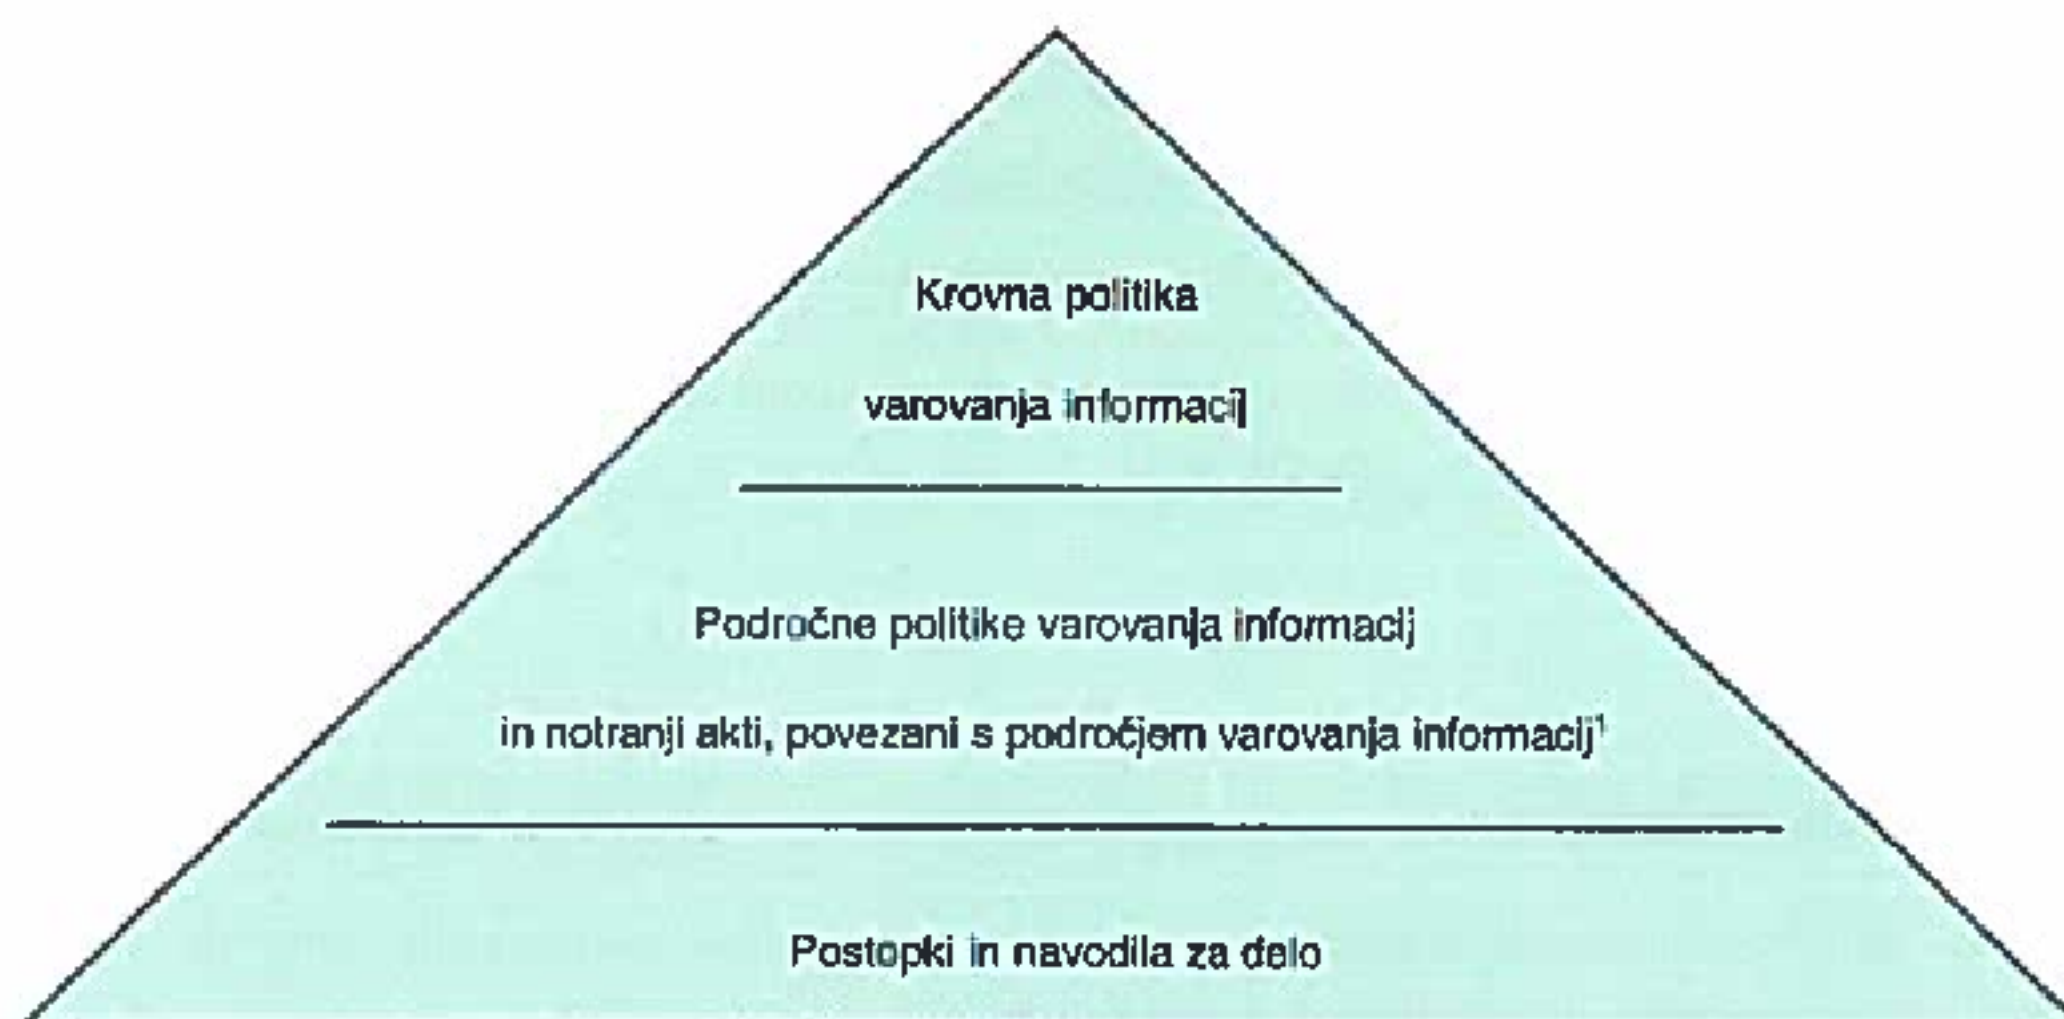 Krovna politika
varovanja informacij
Področne politike varovanja informacij
in notranji akti, povezani s področjem varovanja informacij¹
Postopki in navodila za delo